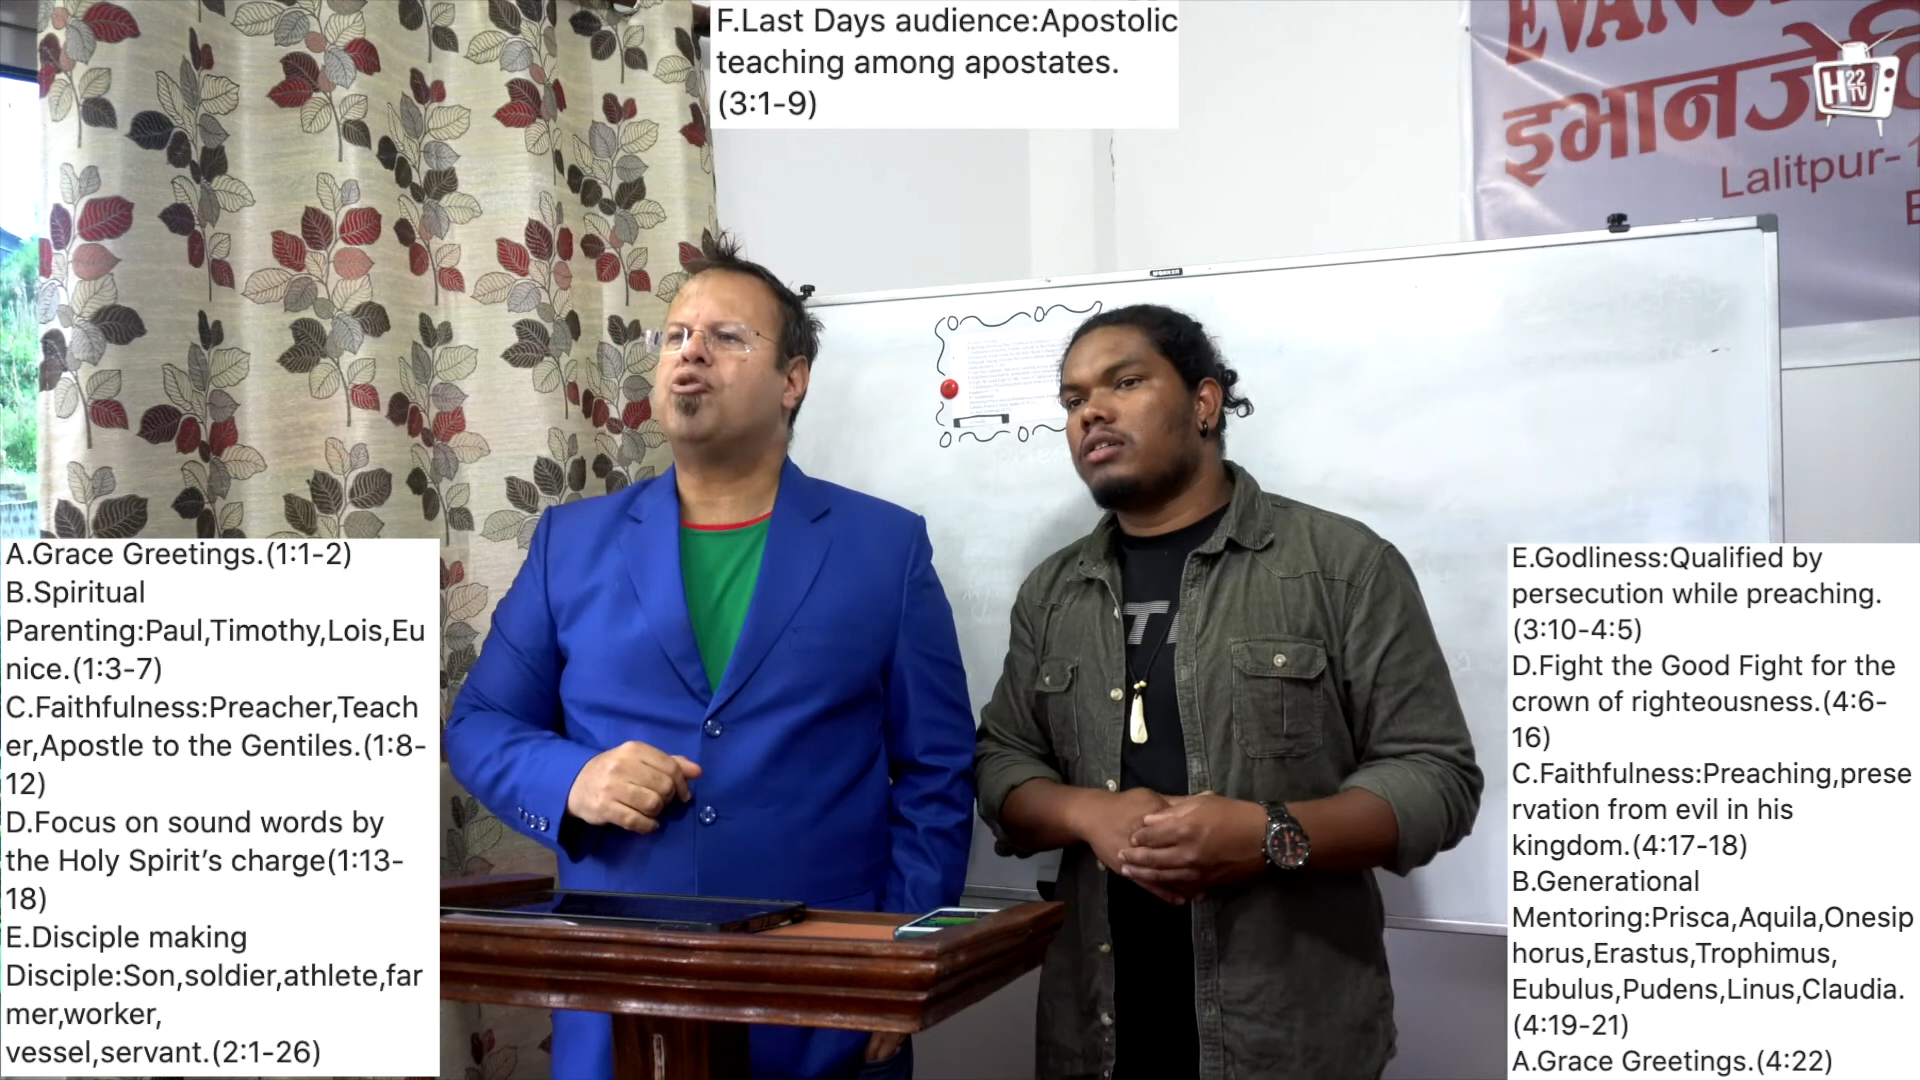 F.Last Days audience:Apostolic
teaching among apostates.
(3:1-9)
H22
TV
इभानजे
Lalitpur-1
A.Grace Greetings.(1:1-2)
B.Spiritual
Parenting:Paul,Timothy,Lois,Eu
nice.(1:3-7)
C.Faithfulness:Preacher,Teach
er,Apostle to the Gentiles.(1:8-
12)
D.Focus on sound words by
the Holy Spirit’s charge(1:13-
18)
E.Disciple making
Disciple:Son,soldier,athlete,far
mer,worker,
vessel,servant.(2:1-26)
E.Godliness:Qualified by
persecution while preaching.
(3:10-4:5)
D.Fight the Good Fight for the
crown of righteousness.(4:6-
16)
C.Faithfulness:Preaching,prese
rvation from evil in his
kingdom.(4:17-18)
B.Generational
Mentoring:Prisca,Aquila,Onesip
horus,Erastus,Trophimus,
Eubulus,Pudens,Linus,Claudia.
(4:19-21)
A.Grace Greetings.(4:22)